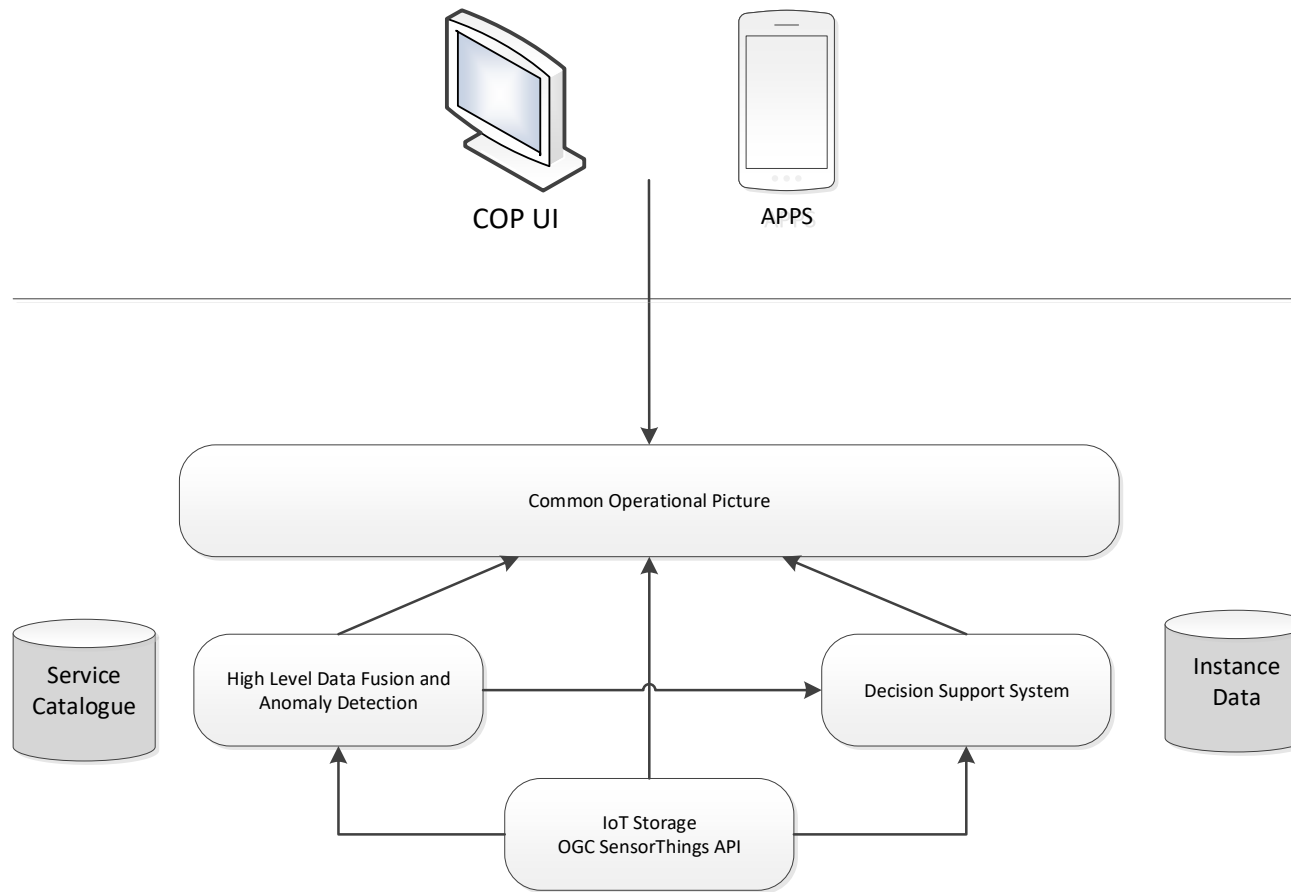 COP UI
APPS
Common Operational Picture
Service
Catalogue
High Level Data Fusion and
Anomaly Detection
Decision Support System
Instance
Data
IoT Storage
OGC SensorThings API